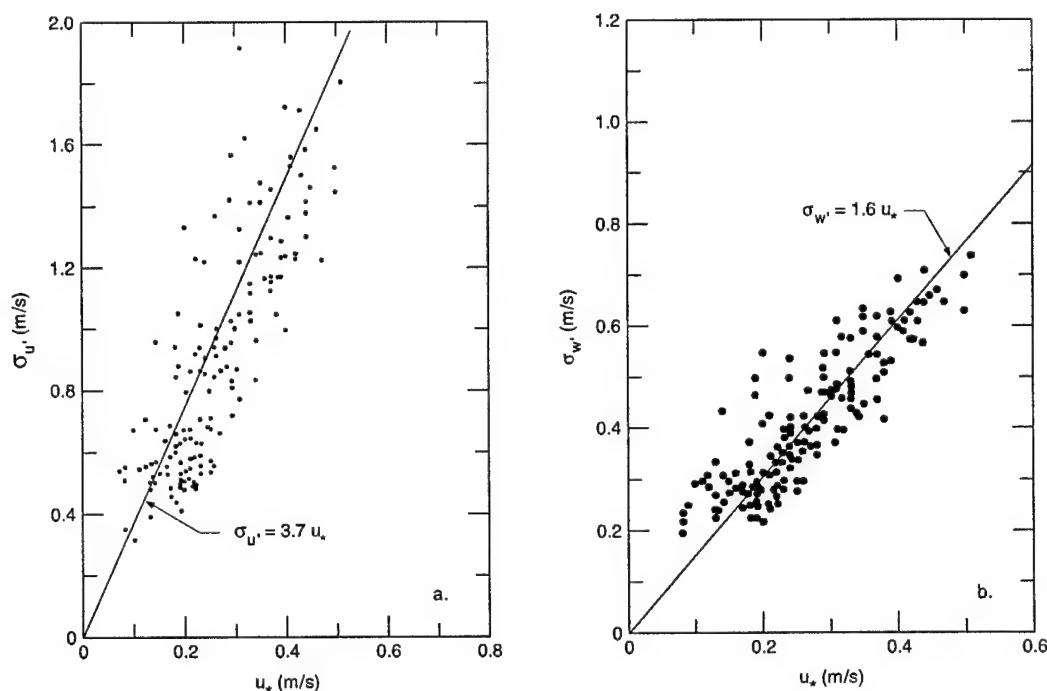 2.0
1.6
1.2
0.8
0.4
0
σu' (m/s)
0 0.2 0.4 0.6 0.8
u* (m/s)
σu' = 3.7 u*
a.
1.2
1.0
0.8
0.6
0.4
0.2
0
σw' (m/s)
0 0.2 0.4 0.6
u* (m/s)
σw' = 1.6 u*
b.